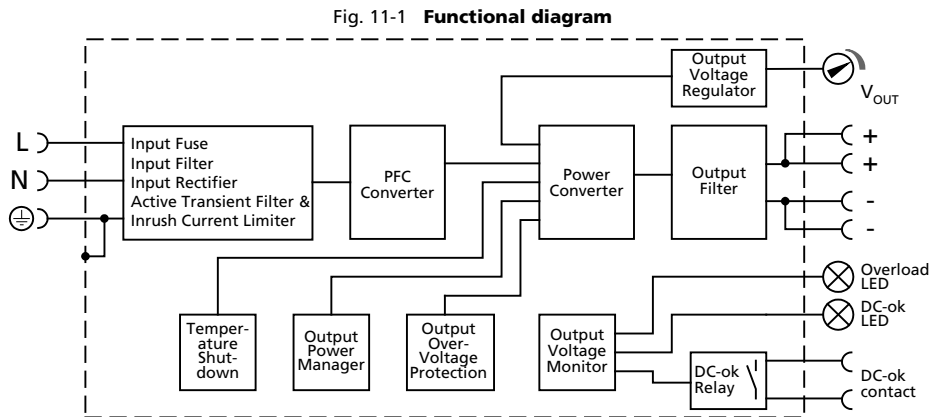 Fig. 11-1 Functional diagram
Output
Voltage
Regulator
V_OUT
L
N
Input Fuse
Input Filter
Input Rectifier
Active Transient Filter &
Inrush Current Limiter
PFC
Converter
Power
Converter
Output
Filter
+
+
-
-
Temper-
ature
Shut-
down
Output
Power
Manager
Output
Over-
Voltage
Protection
Output
Voltage
Monitor
DC-ok
Relay
Overload
LED
DC-ok
LED
DC-ok
contact